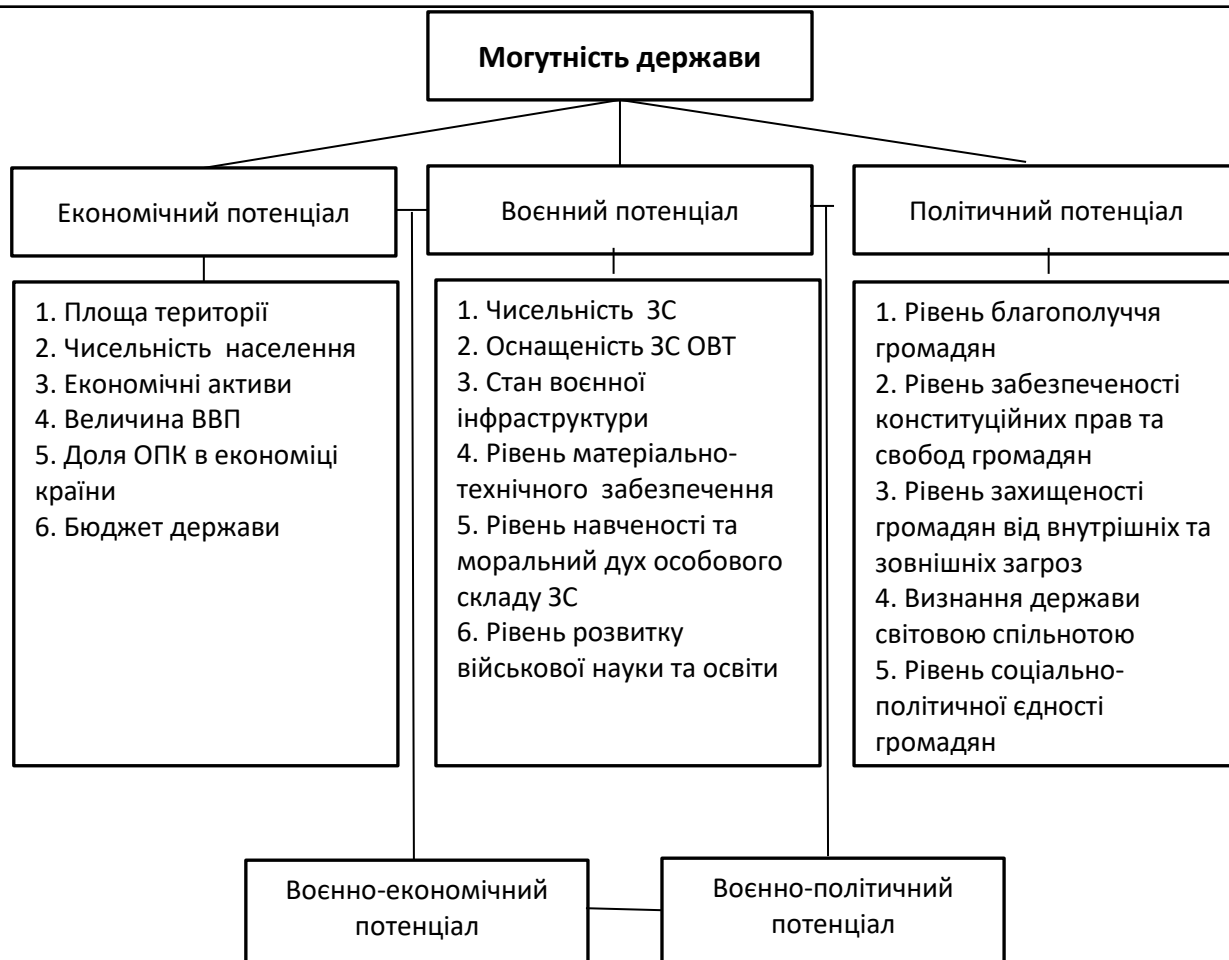 Могутність держави
Економічний потенціал
Воєнний потенціал
Політичний потенціал
1. Площа території
2. Чисельність населення
3. Економічні активи
4. Величина ВВП
5. Доля ОПК в економіці
країни
6. Бюджет держави
1. Чисельність ЗС
2. Оснащеність ЗС ОВТ
3. Стан воєнної
інфраструктури
4. Рівень матеріально-
технічного забезпечення
5. Рівень навченості та
моральний дух особового
складу ЗС
6. Рівень розвитку
військової науки та освіти
1. Рівень благополуччя
громадян
2. Рівень забезпеченості
конституційних прав та
свобод громадян
3. Рівень захищеності
громадян від внутрішніх та
зовнішніх загроз
4. Визнання держави
світовою спільнотою
5. Рівень соціально-
політичної єдності
громадян
Воєнно-економічний
потенціал
Воєнно-політичний
потенціал